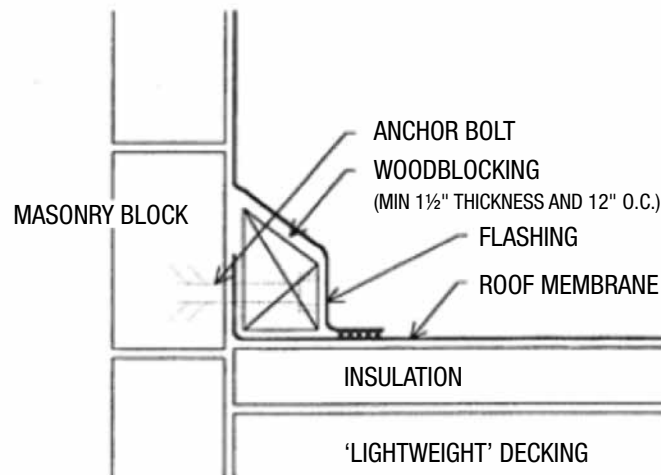 ANCHOR BOLT
WOODBLOCKING
(MIN 1½" THICKNESS AND 12" O.C.)
MASONRY BLOCK
FLASHING
ROOF MEMBRANE
INSULATION
'LIGHTWEIGHT' DECKING